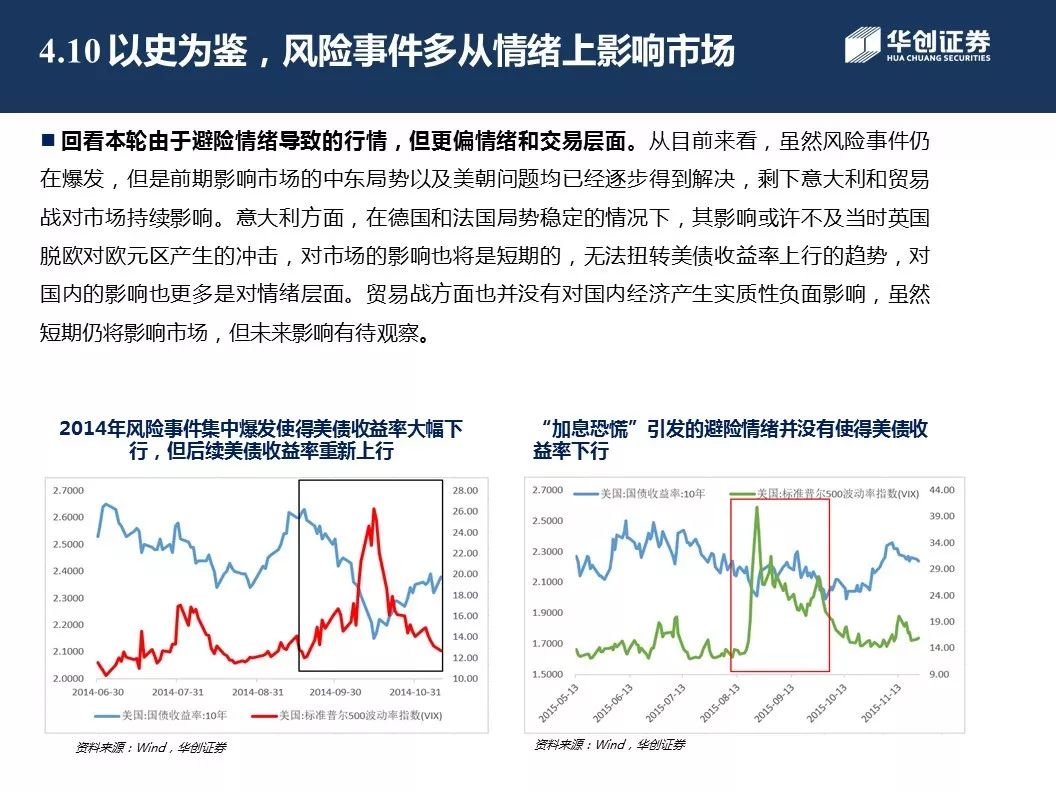 4.10 以史为鉴，风险事件多从情绪上影响市场
华创证券
HUA CHUANG SECURITIES
■ 回看本轮由于避险情绪导致的行情，但更偏情绪和交易层面。从目前来看，虽然风险事件仍
在爆发，但是前期影响市场的中东局势以及美朝问题均已经逐步得到解决，剩下意大利和贸易
战对市场持续影响。意大利方面，在德国和法国局势稳定的情况下，其影响或许不及当时英国
脱欧对欧元区产生的冲击，对市场的影响也将是短期的，无法扭转美债收益率上行的趋势，对
国内的影响也更多是对情绪层面。贸易战方面也并没有对国内经济产生实质性负面影响，虽然
短期仍将影响市场，但未来影响有待观察。
2014年风险事件集中爆发使得美债收益率大幅下
行，但后续美债收益率重新上行
2.7000
2.6000
2.5000
2.4000
2.3000
2.2000
2.1000
2.0000
28.00
26.00
24.00
22.00
20.00
18.00
16.00
14.00
12.00
10.00
2014-06-30 2014-07-31 2014-08-31 2014-09-30 2014-10-31
美国:国债收益率:10年 美国:标准普尔500波动率指数(VIX)
资料来源：Wind，华创证券
“加息恐慌”引发的避险情绪并没有使得美债收
益率下行
美国:国债收益率:10年 美国:标准普尔500波动率指数(VIX)
2.7000
2.5000
2.3000
2.1000
1.9000
1.7000
1.5000
44.00
39.00
34.00
29.00
24.00
19.00
14.00
9.00
2015-05-13 2015-06-13 2015-07-13 2015-08-13 2015-09-13 2015-10-13 2015-11-13
资料来源：Wind，华创证券